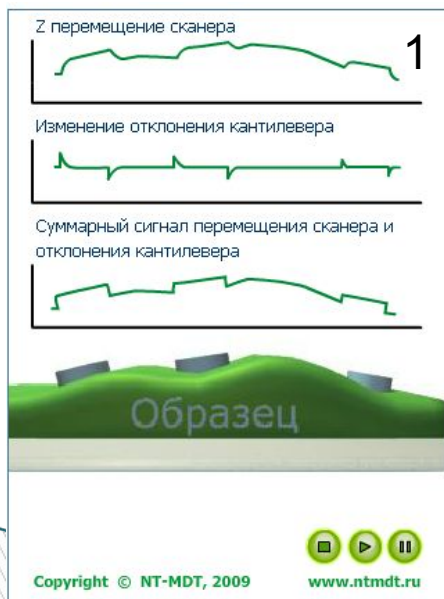 Z перемещение сканера
1
Изменение отклонения кантилевера
Суммарный сигнал перемещения сканера и
отклонения кантилевера
Образец
Copyright © NT-MDT, 2009
www.ntmdt.ru